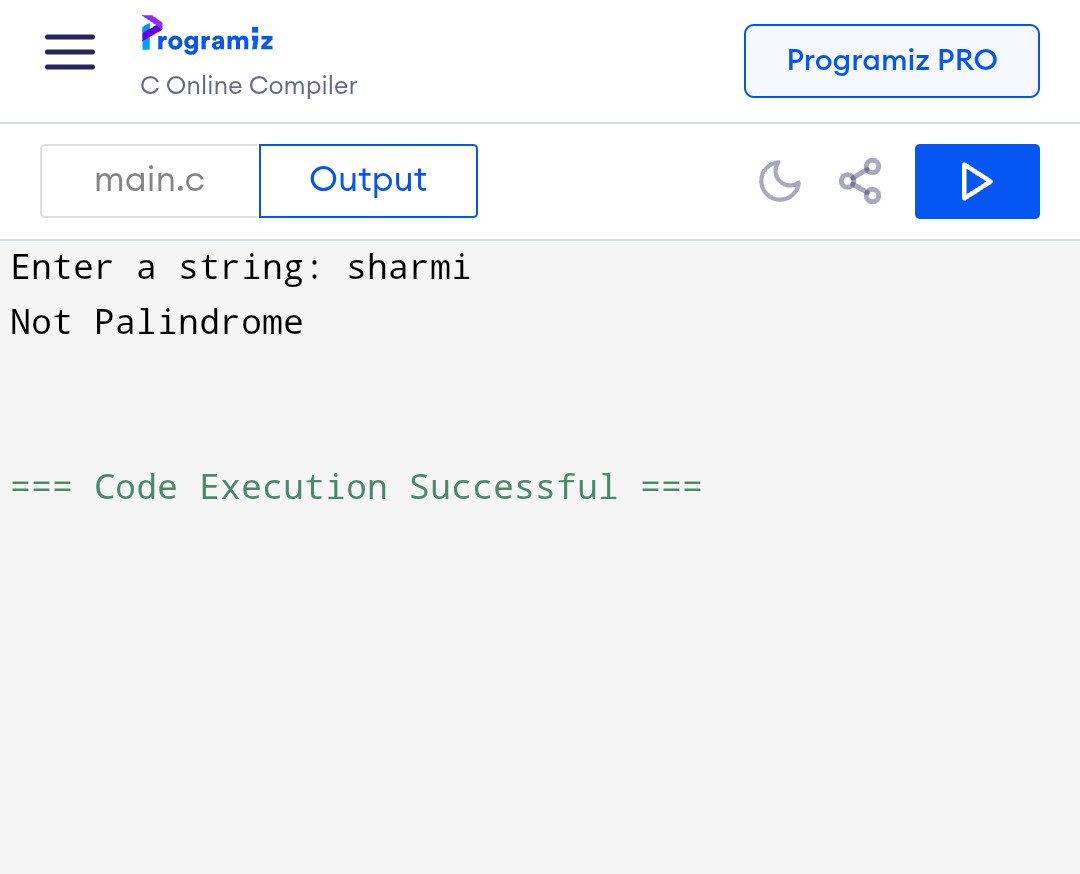 Programiz
C Online Compiler
Programiz PRO
main.c
Output
Enter a string: sharmi
Not Palindrome
=== Code Execution Successful ===